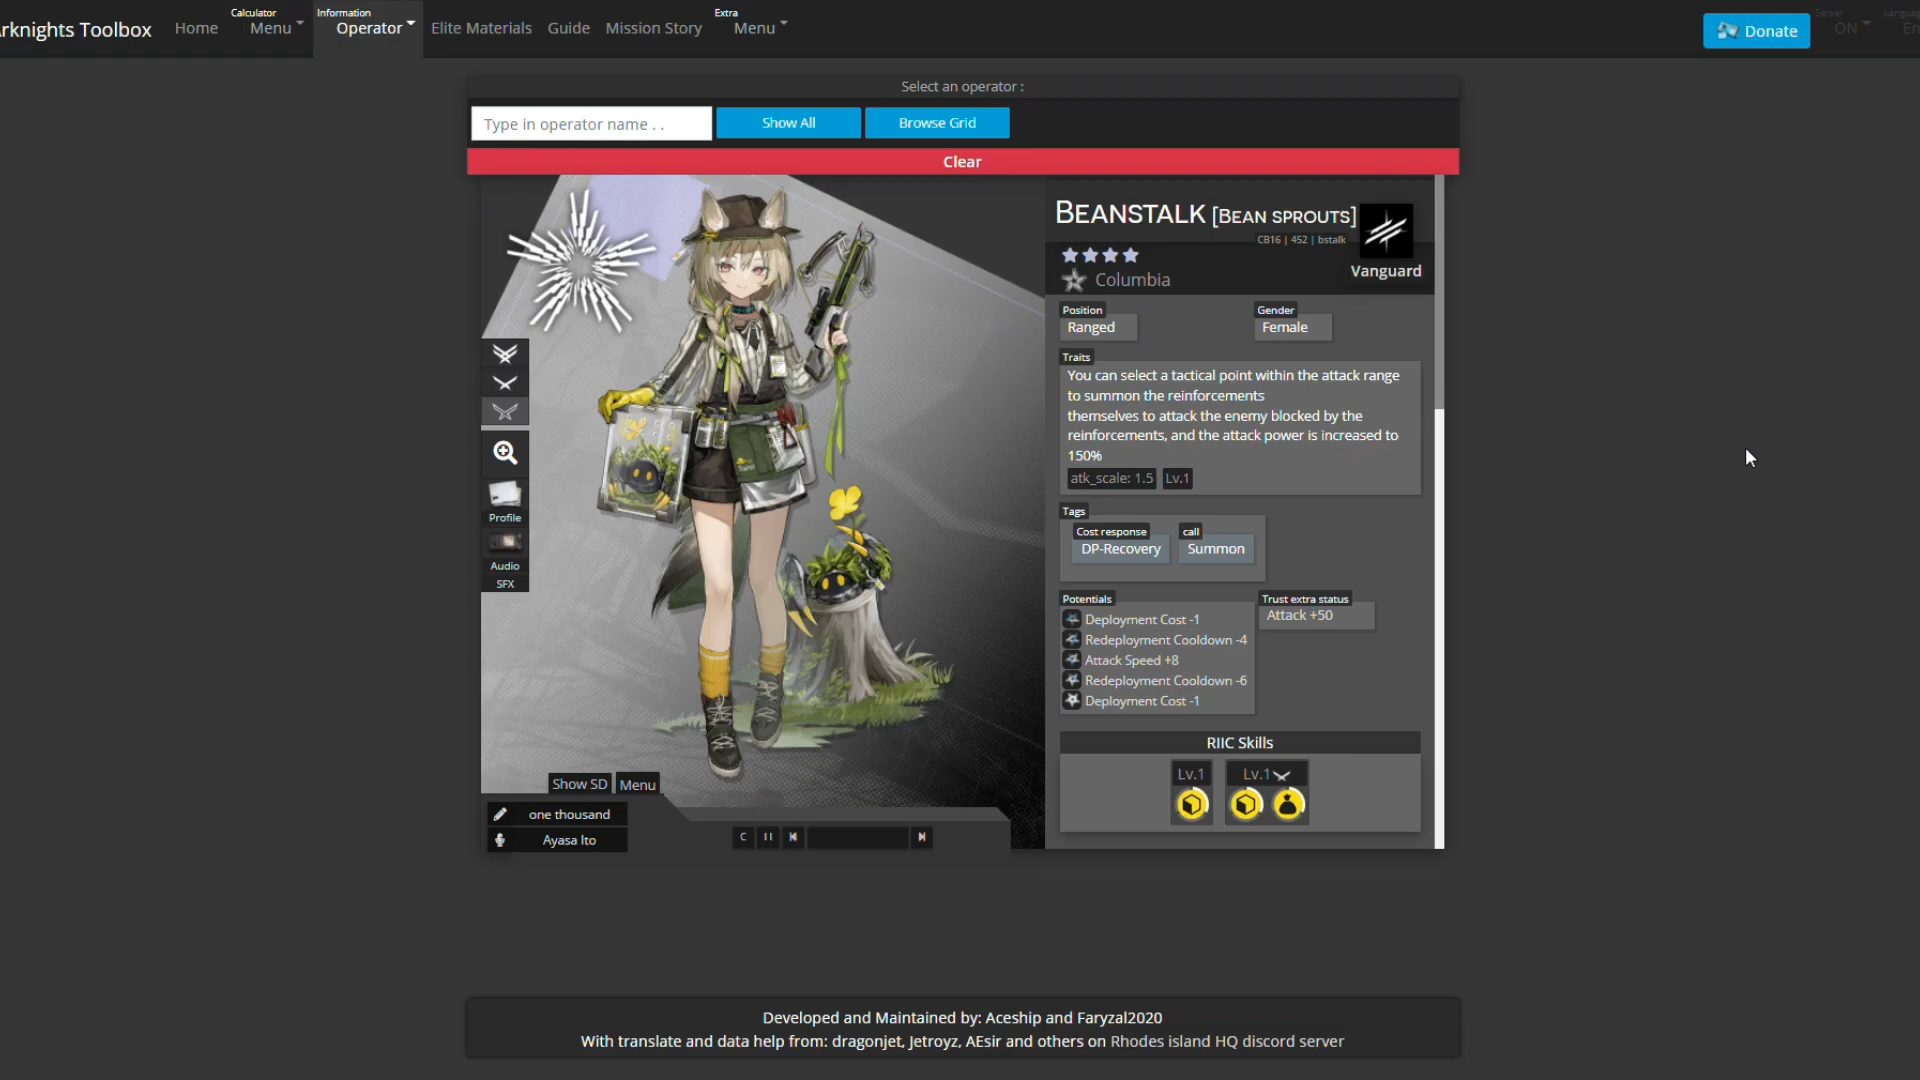 rknights Toolbox
Home
Calculator
Menu
Information
Operator
Elite Materials
Guide
Mission Story
Extra
Menu
Donate
Server
ON
Select an operator :
Type in operator name . .
Show All
Browse Grid
Clear
BEANSTALK [BEAN SPROUTS]
CB16 | 452 | bstalk
Columbia
Vanguard
Position
Ranged
Gender
Female
Traits
You can select a tactical point within the attack range
to summon the reinforcements
themselves to attack the enemy blocked by the
reinforcements, and the attack power is increased to
150%
atk_scale: 1.5
Lv.1
Tags
Cost response
DP-Recovery
call
Summon
Potentials
Deployment Cost -1
Redeployment Cooldown -4
Attack Speed +8
Redeployment Cooldown -6
Deployment Cost -1
Trust extra status
Attack +50
RIIC Skills
Lv.1
Lv.1
Profile
Audio
SFX
Show SD
Menu
one thousand
Ayasa Ito
C
Developed and Maintained by: Aceship and Faryzal2020
With translate and data help from: dragonjet, Jetroyz, AEsir and others on Rhodes island HQ discord server